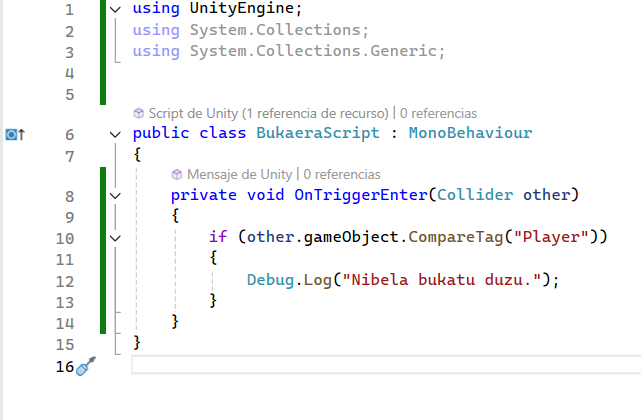 1 using UnityEngine;
2 using System.Collections;
3 using System.Collections.Generic;
4
5
Script de Unity (1 referencia de recurso) | 0 referencias
6 public class BukaeraScript : MonoBehaviour
7 {
Mensaje de Unity | 0 referencias
8 private void OnTriggerEnter(Collider other)
9 {
10 if (other.gameObject.CompareTag("Player"))
11 {
12 Debug.Log("Nibela bukatu duzu.");
13 }
14 }
15 }
16